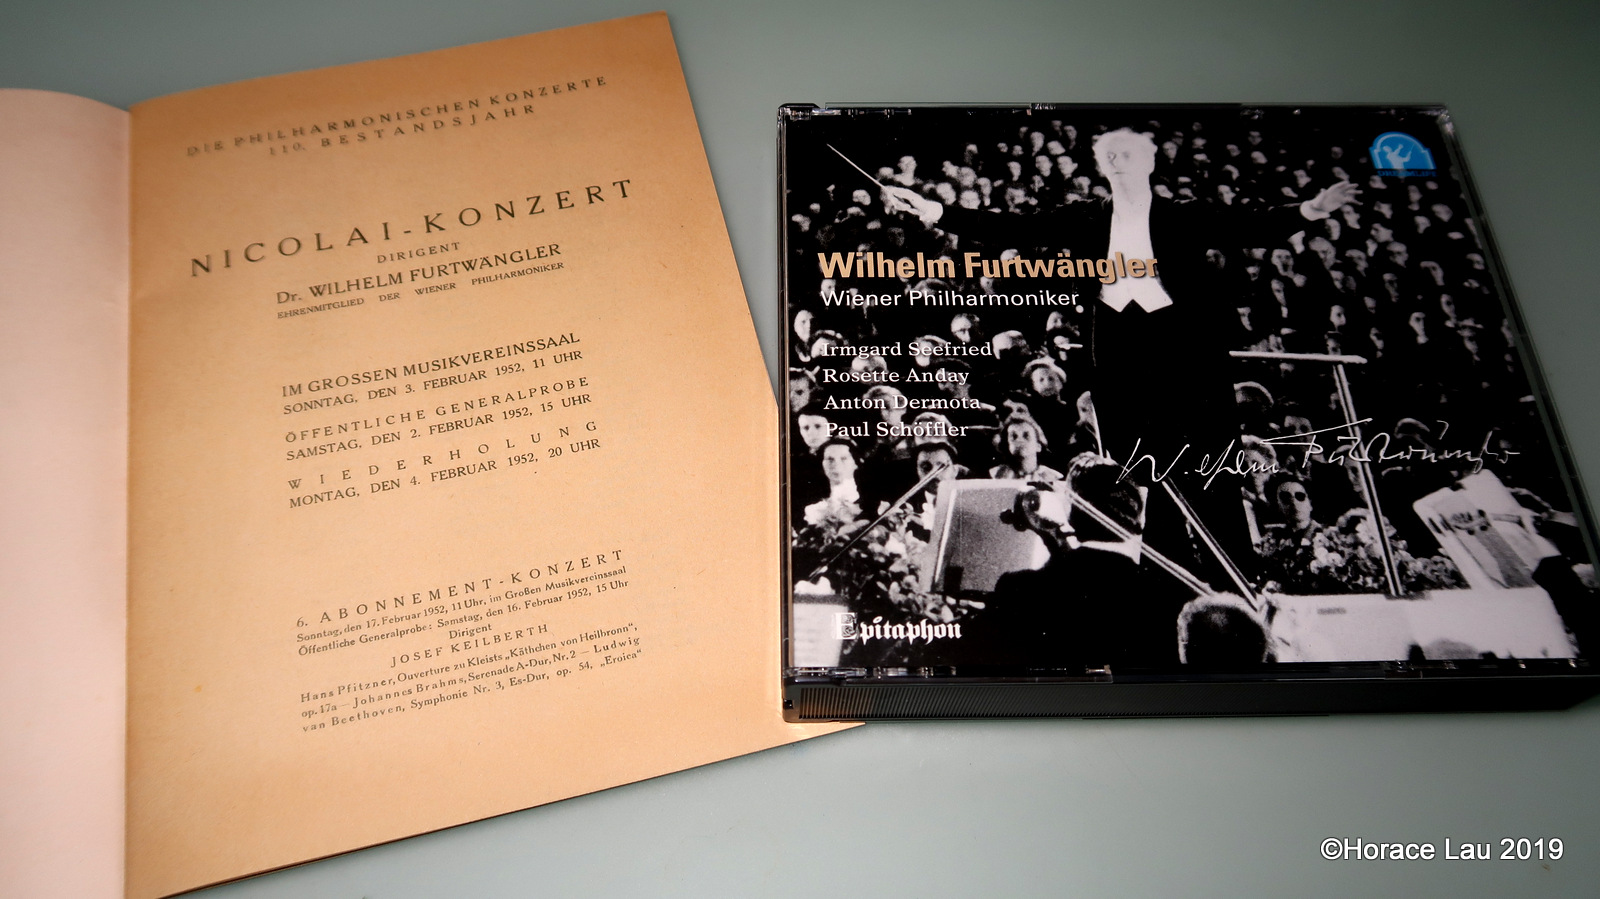 DIE PHILHARMONISCHEN KONZERTE
110. BESTANDSJAHR
NICOLAI-KONZERT
DIRIGENT
Dr. WILHELM FURTWÄNGLER
EHRENMITGLIED DER WIENER PHILHARMONIKER
IM GROSSEN MUSIKVEREINSSAAL
SONNTAG, DEN 3. FEBRUAR 1952, 11 UHR
ÖFFENTLICHE GENERALPROBE
SAMSTAG, DEN 2. FEBRUAR 1952, 15 UHR
WIEDERHOLUNG
MONTAG, DEN 4. FEBRUAR 1952, 20 UHR
6. ABONNEMENT-KONZERT
Sonntag, den 17. Februar 1952, 11 Uhr, im Großen Musikvereinssaal
Öffentliche Generalprobe: Samstag, den 16. Februar 1952, 15 Uhr
Dirigent
JOSEF KEILBERTH
Hans Pfitzner, Ouverture zu Kleists „Käthchen von Heilbronn",
op. 17a — Johannes Brahms, Serenade A-Dur, Nr. 2 — Ludwig
van Beethoven, Symphonie Nr. 3, Es-Dur, op. 54, „Eroica"
DREAMLIFE
Wilhelm Furtwängler
Wiener Philharmoniker
Irmgard Seefried
Rosette Anday
Anton Dermota
Paul Schöffler
Wilhelm Furtwängler
Epitaphon
©Horace Lau 2019